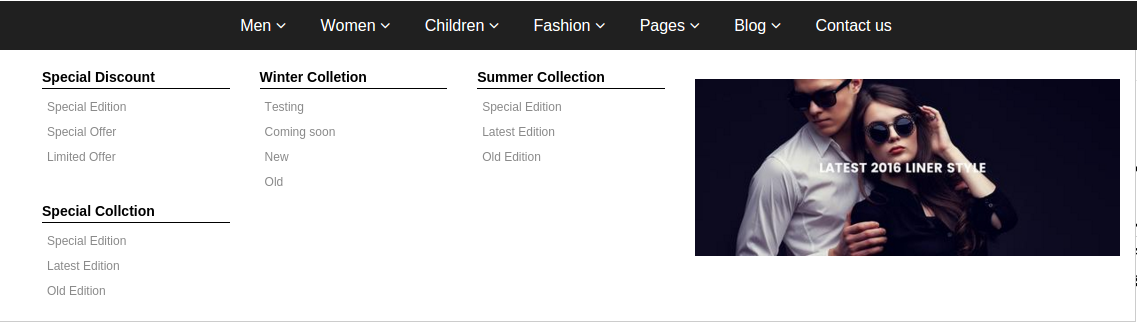 Men Women Children Fashion Pages Blog Contact us
Special Discount
Special Edition
Special Offer
Limited Offer
Special Collction
Special Edition
Latest Edition
Old Edition
Winter Colletion
Testing
Coming soon
New
Old
Summer Collection
Special Edition
Latest Edition
Old Edition
LATEST 2016 LINER STYLE